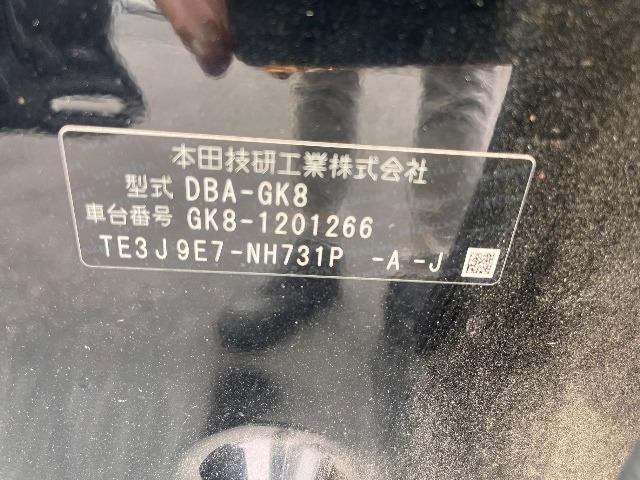 本田技研工業株式会社
型式 DBA-GK8
車台番号 GK8-1201266
TE3J9E7-NH731P -A -J